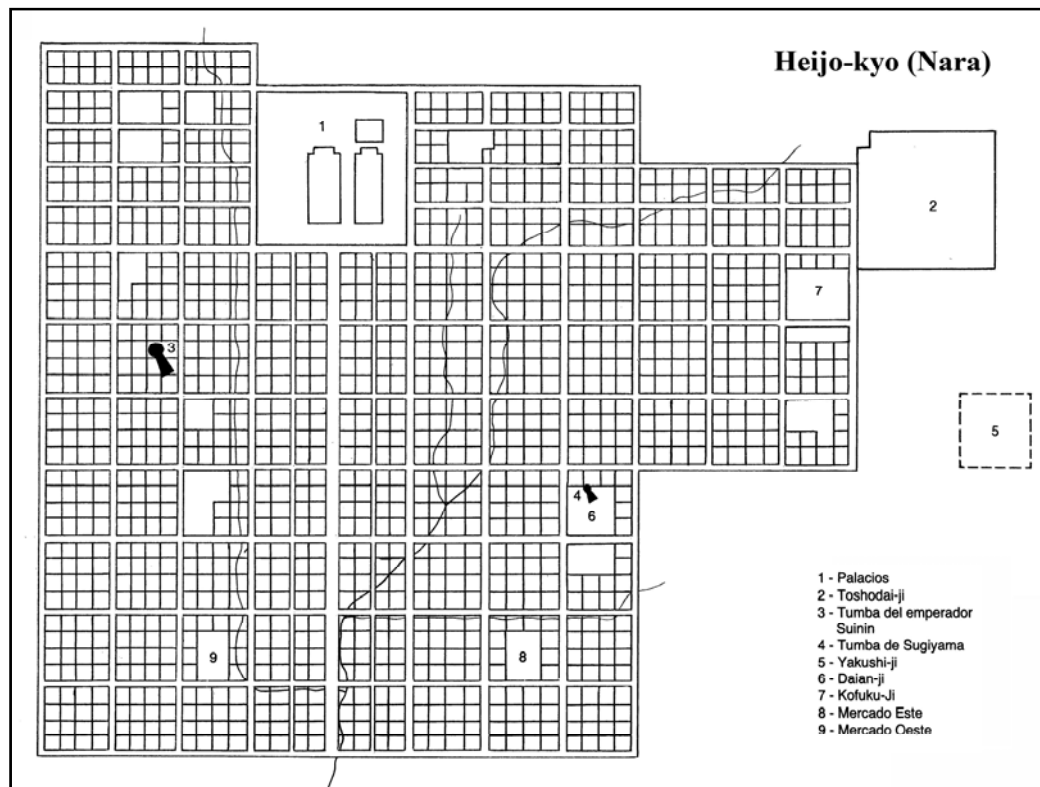 Heijo-kyo (Nara)
1
2
7
3
5
4
6
9
8
1 - Palacios
2 - Toshodai-ji
3 - Tumba del emperador
Suinin
4 - Tumba de Sugiyama
5 - Yakushi-ji
6 - Daian-ji
7 - Kofuku-Ji
8 - Mercado Este
9 - Mercado Oeste